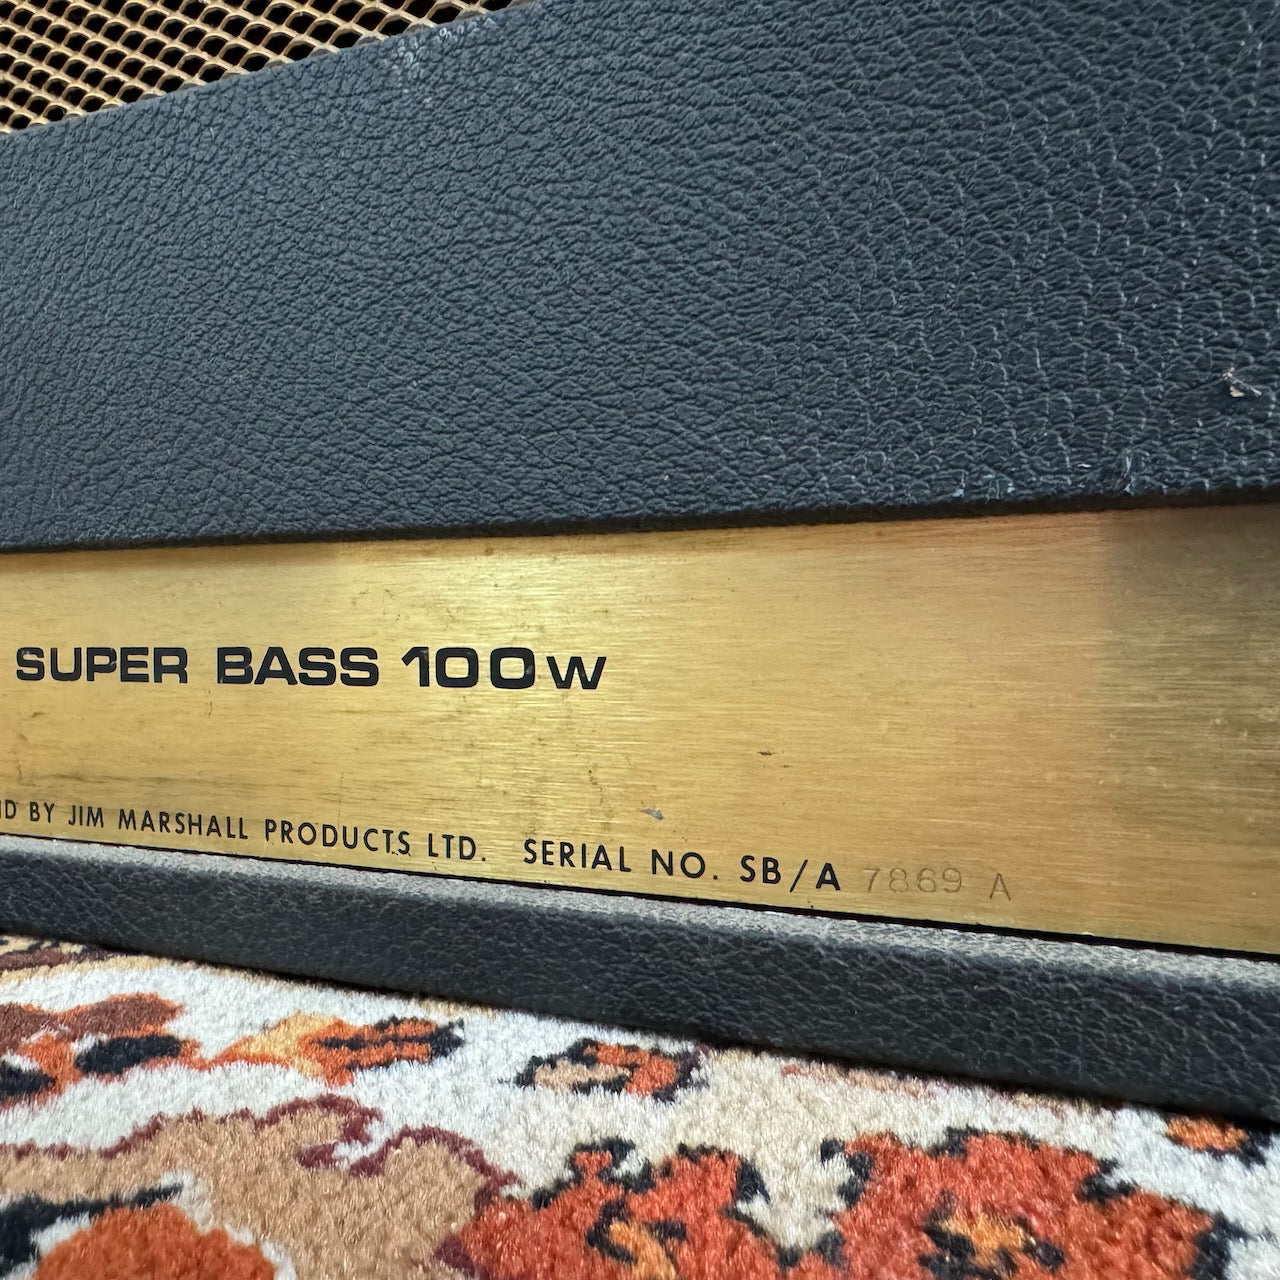 SUPER BASS 100W
BY JIM MARSHALL PRODUCTS LTD. SERIAL NO. SB/A 7869 A